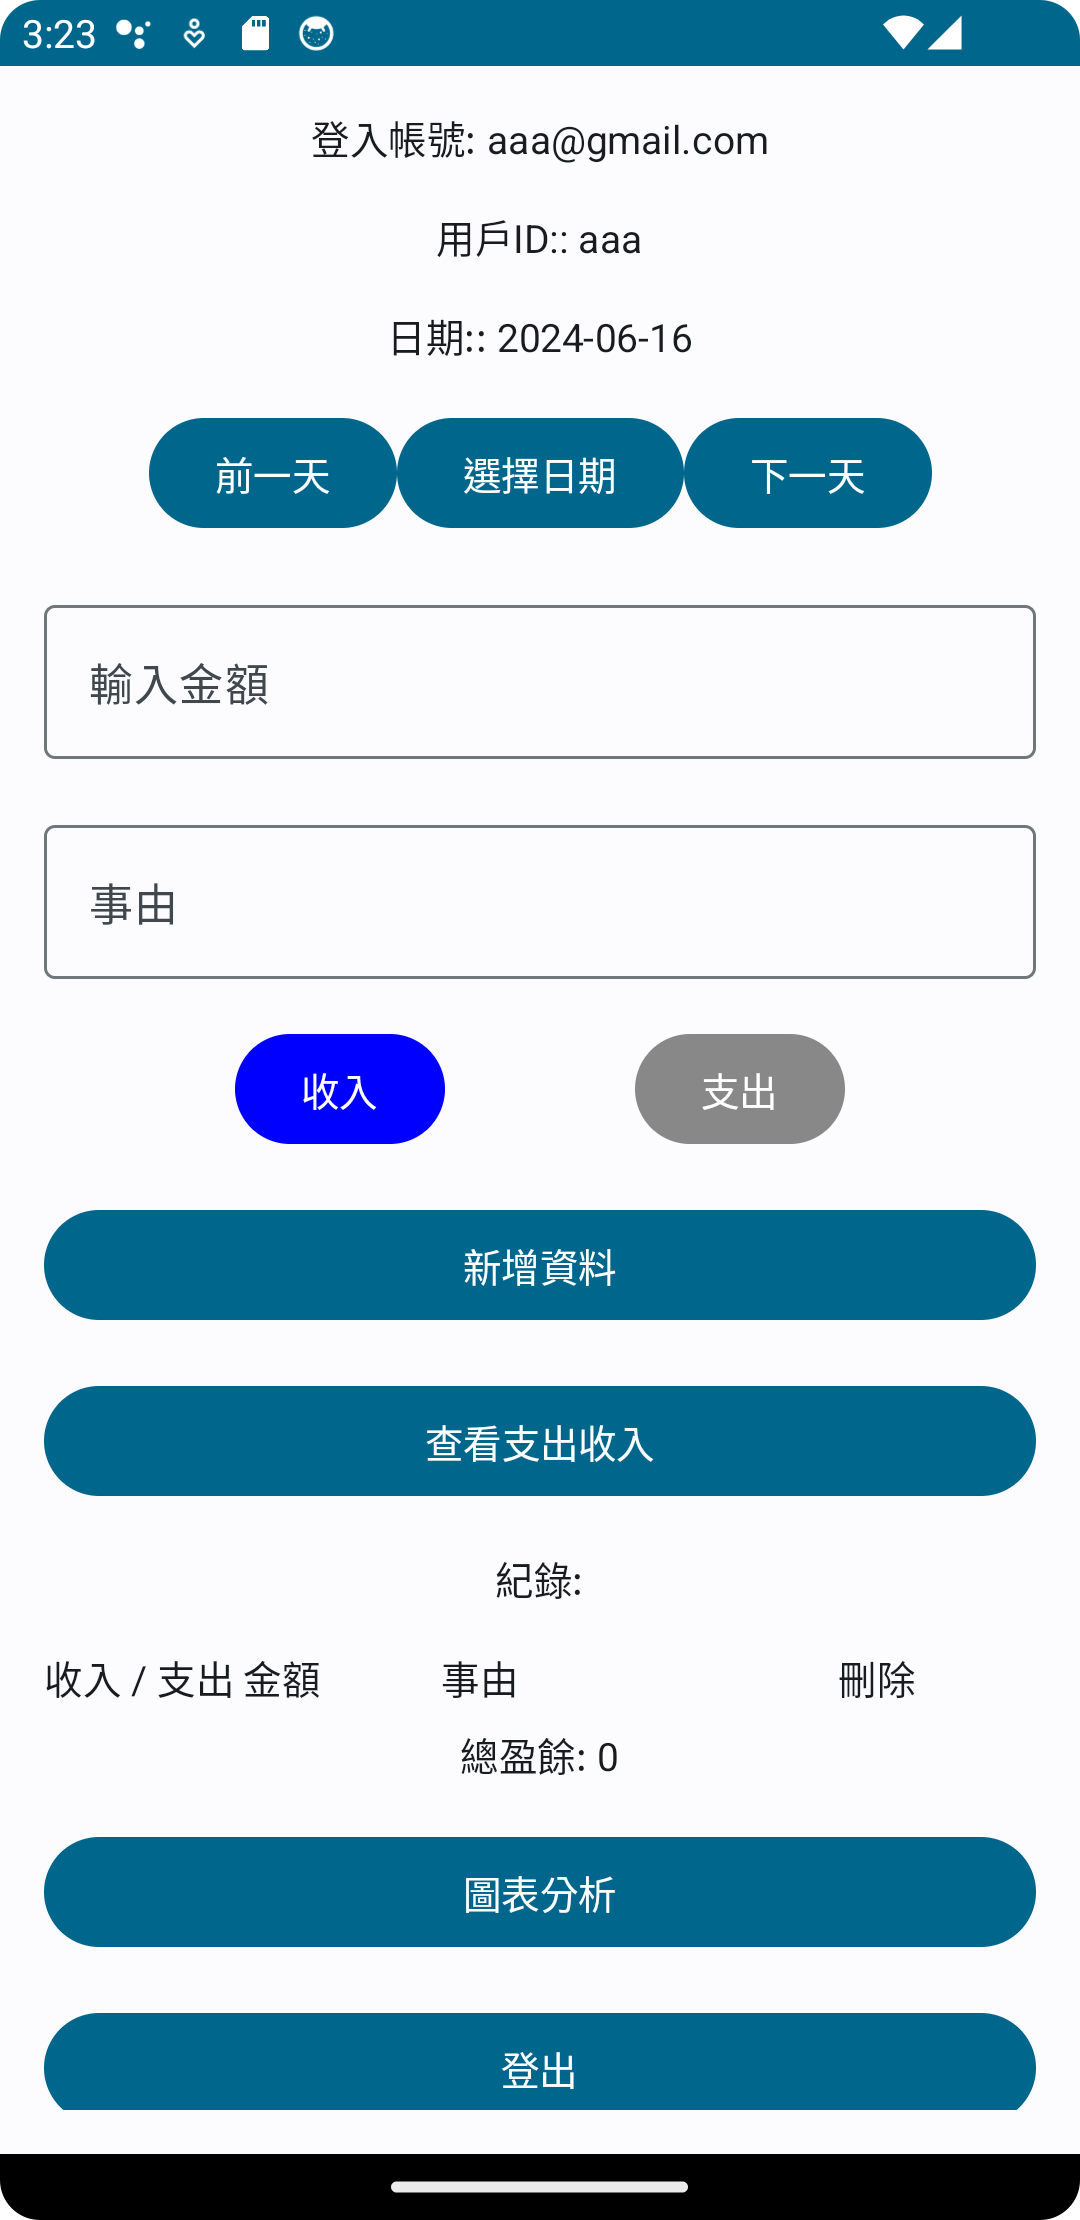 3:23
登入帳號: aaa@gmail.com
用戶ID:: aaa
日期:: 2024-06-16
前一天 選擇日期 下一天
輸入金額
事由
收入 支出
新增資料
查看支出收入
紀錄:
收入 / 支出 金額 事由 刪除
總盈餘: 0
圖表分析
登出